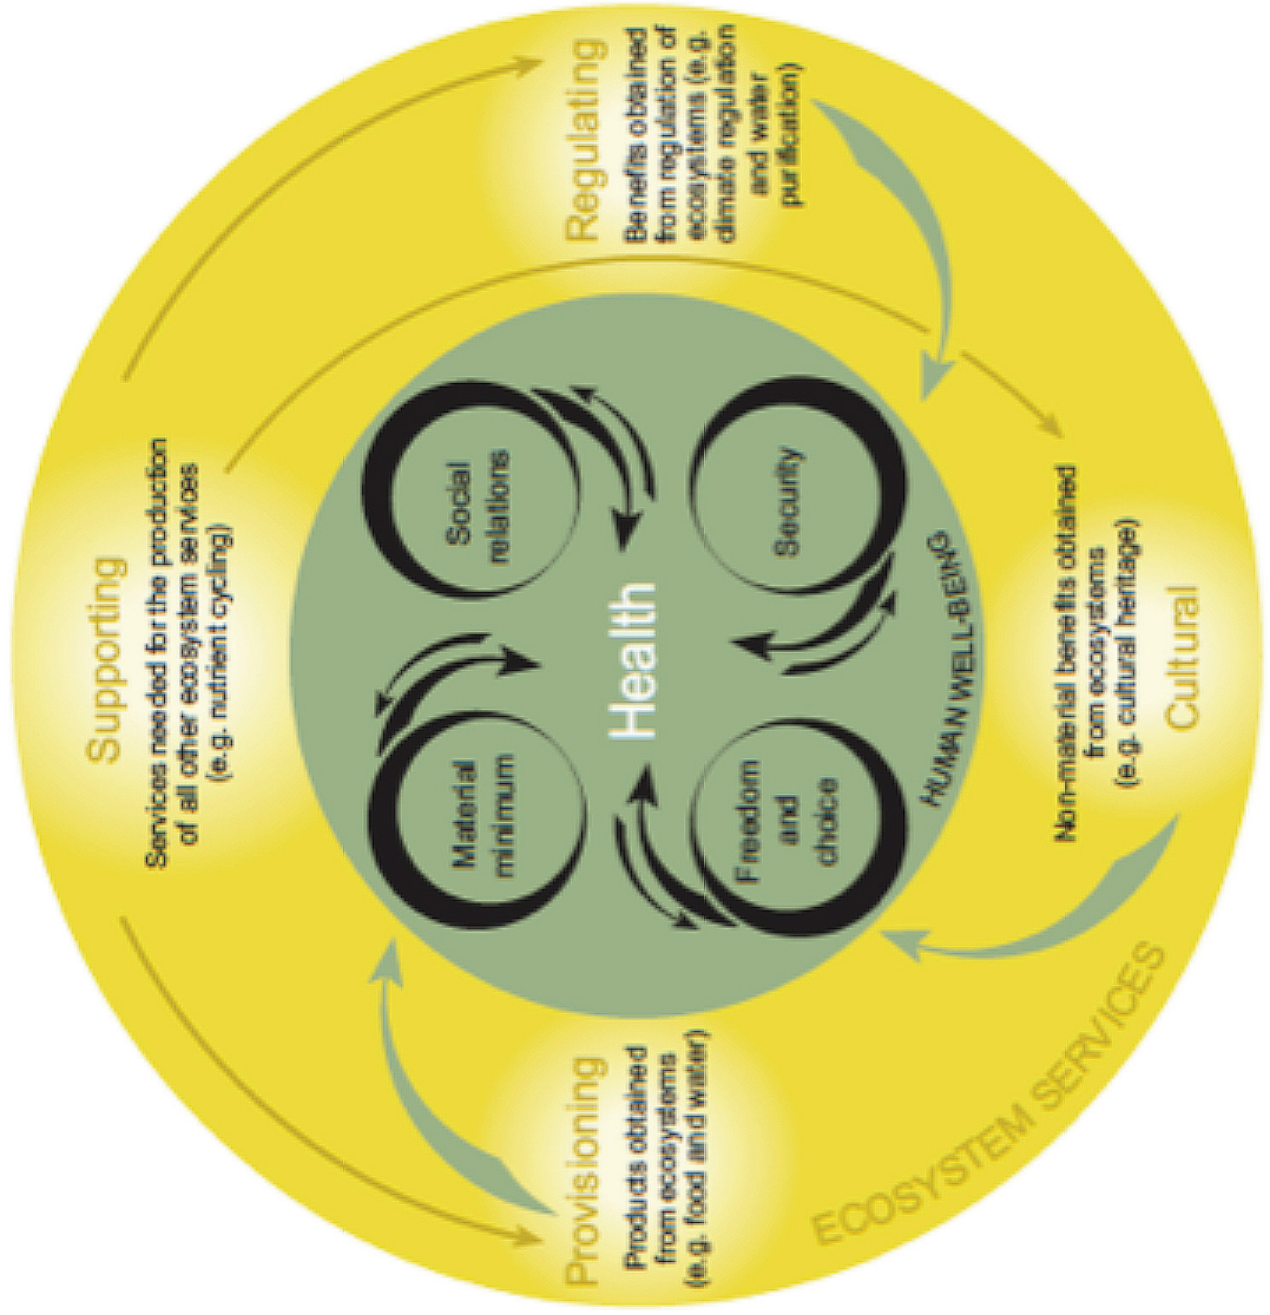 Supporting
Services needed for the production
of all other ecosystem services
(e.g. nutrient cycling)
Provisioning
Products obtained
from ecosystems
(e.g. food and water)
Regulating
Benefits obtained
from regulation of
ecosystems (e.g.
climate regulation
and water
purification)
Material
minimum
Social
relations
Health
Freedom
and
choice
Security
HUMAN WELL-BEING
Non-material benefits obtained
from ecosystems
(e.g. cultural heritage)
Cultural
ECOSYSTEM SERVICES